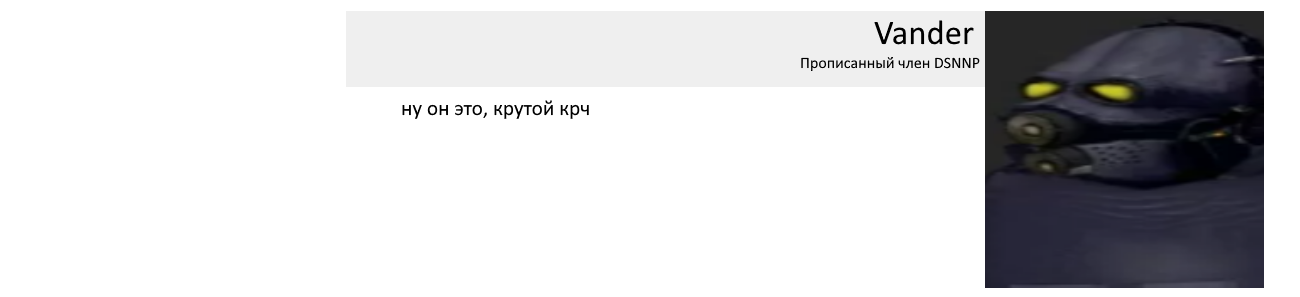 Vander
Прописанный член DSNNP
ну он это, крутой крч